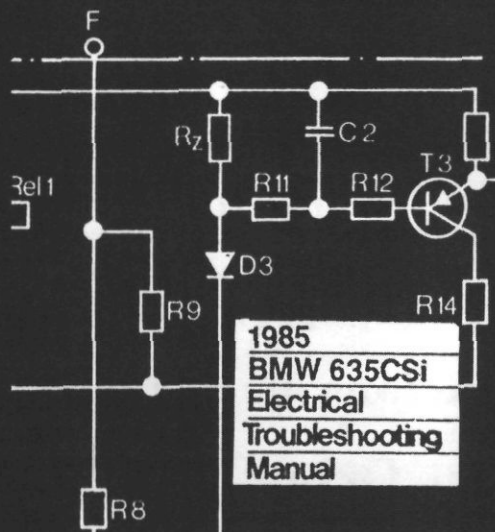 F
Rz
C2
T3
Rel1
R11
R12
D3
R9
R14
1985
BMW 635CSi
Electrical
Troubleshooting
Manual
R8